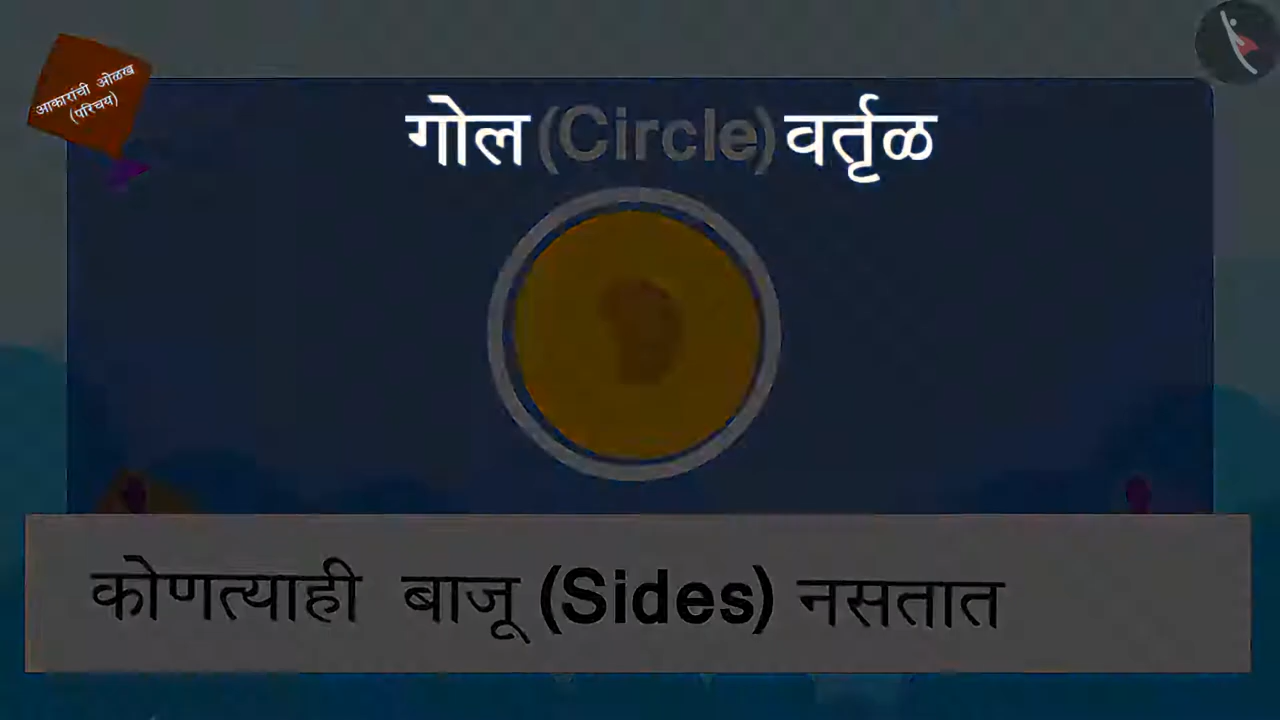 आकारांची ओळख
(परिचय)
गोल (Circle) वर्तृळ
कोणत्याही बाजू (Sides) नसतात